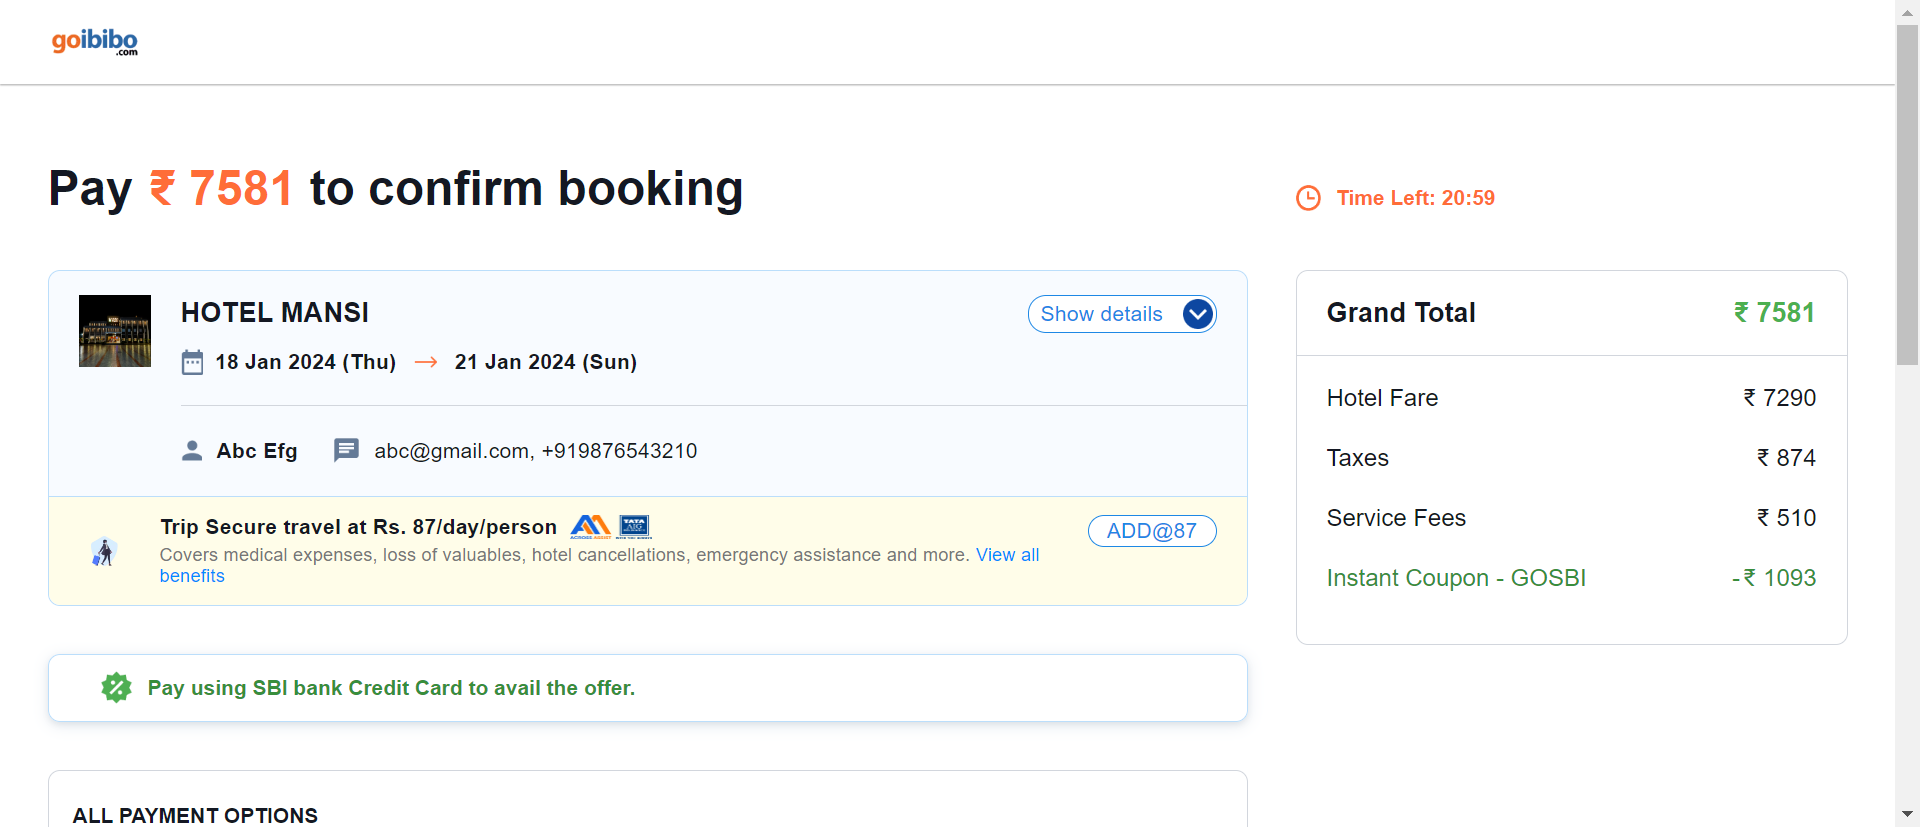 goibibo
.com
Pay ₹ 7581 to confirm booking
Time Left: 20:59
HOTEL MANSI
Show details
18 Jan 2024 (Thu) → 21 Jan 2024 (Sun)
Abc Efg
abc@gmail.com, +919876543210
Trip Secure travel at Rs. 87/day/person
ACROSS ASSIST
TATA
AIG
Covers medical expenses, loss of valuables, hotel cancellations, emergency assistance and more. View all
benefits
ADD@87
Pay using SBI bank Credit Card to avail the offer.
ALL PAYMENT OPTIONS
Grand Total ₹ 7581
Hotel Fare ₹ 7290
Taxes ₹ 874
Service Fees ₹ 510
Instant Coupon - GOSBI -₹ 1093